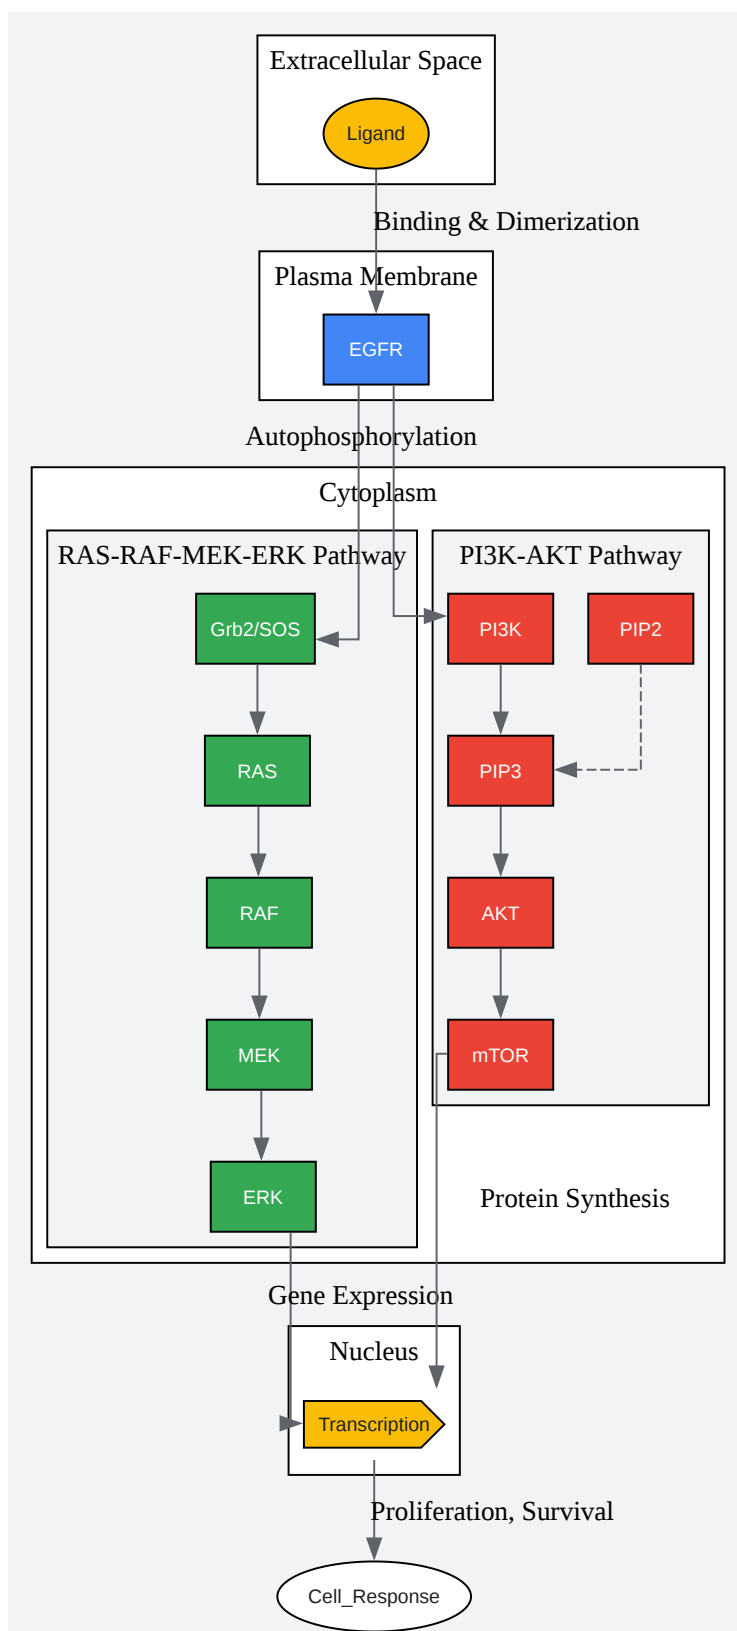 Extracellular Space
Ligand
Binding & Dimerization
Plasma Membrane
EGFR
Autophosphorylation
Cytoplasm
RAS-RAF-MEK-ERK Pathway
PI3K-AKT Pathway
Grb2/SOS
PI3K
PIP2
RAS
PIP3
RAF
AKT
MEK
mTOR
ERK
Protein Synthesis
Gene Expression
Nucleus
Transcription
Proliferation, Survival
Cell_Response